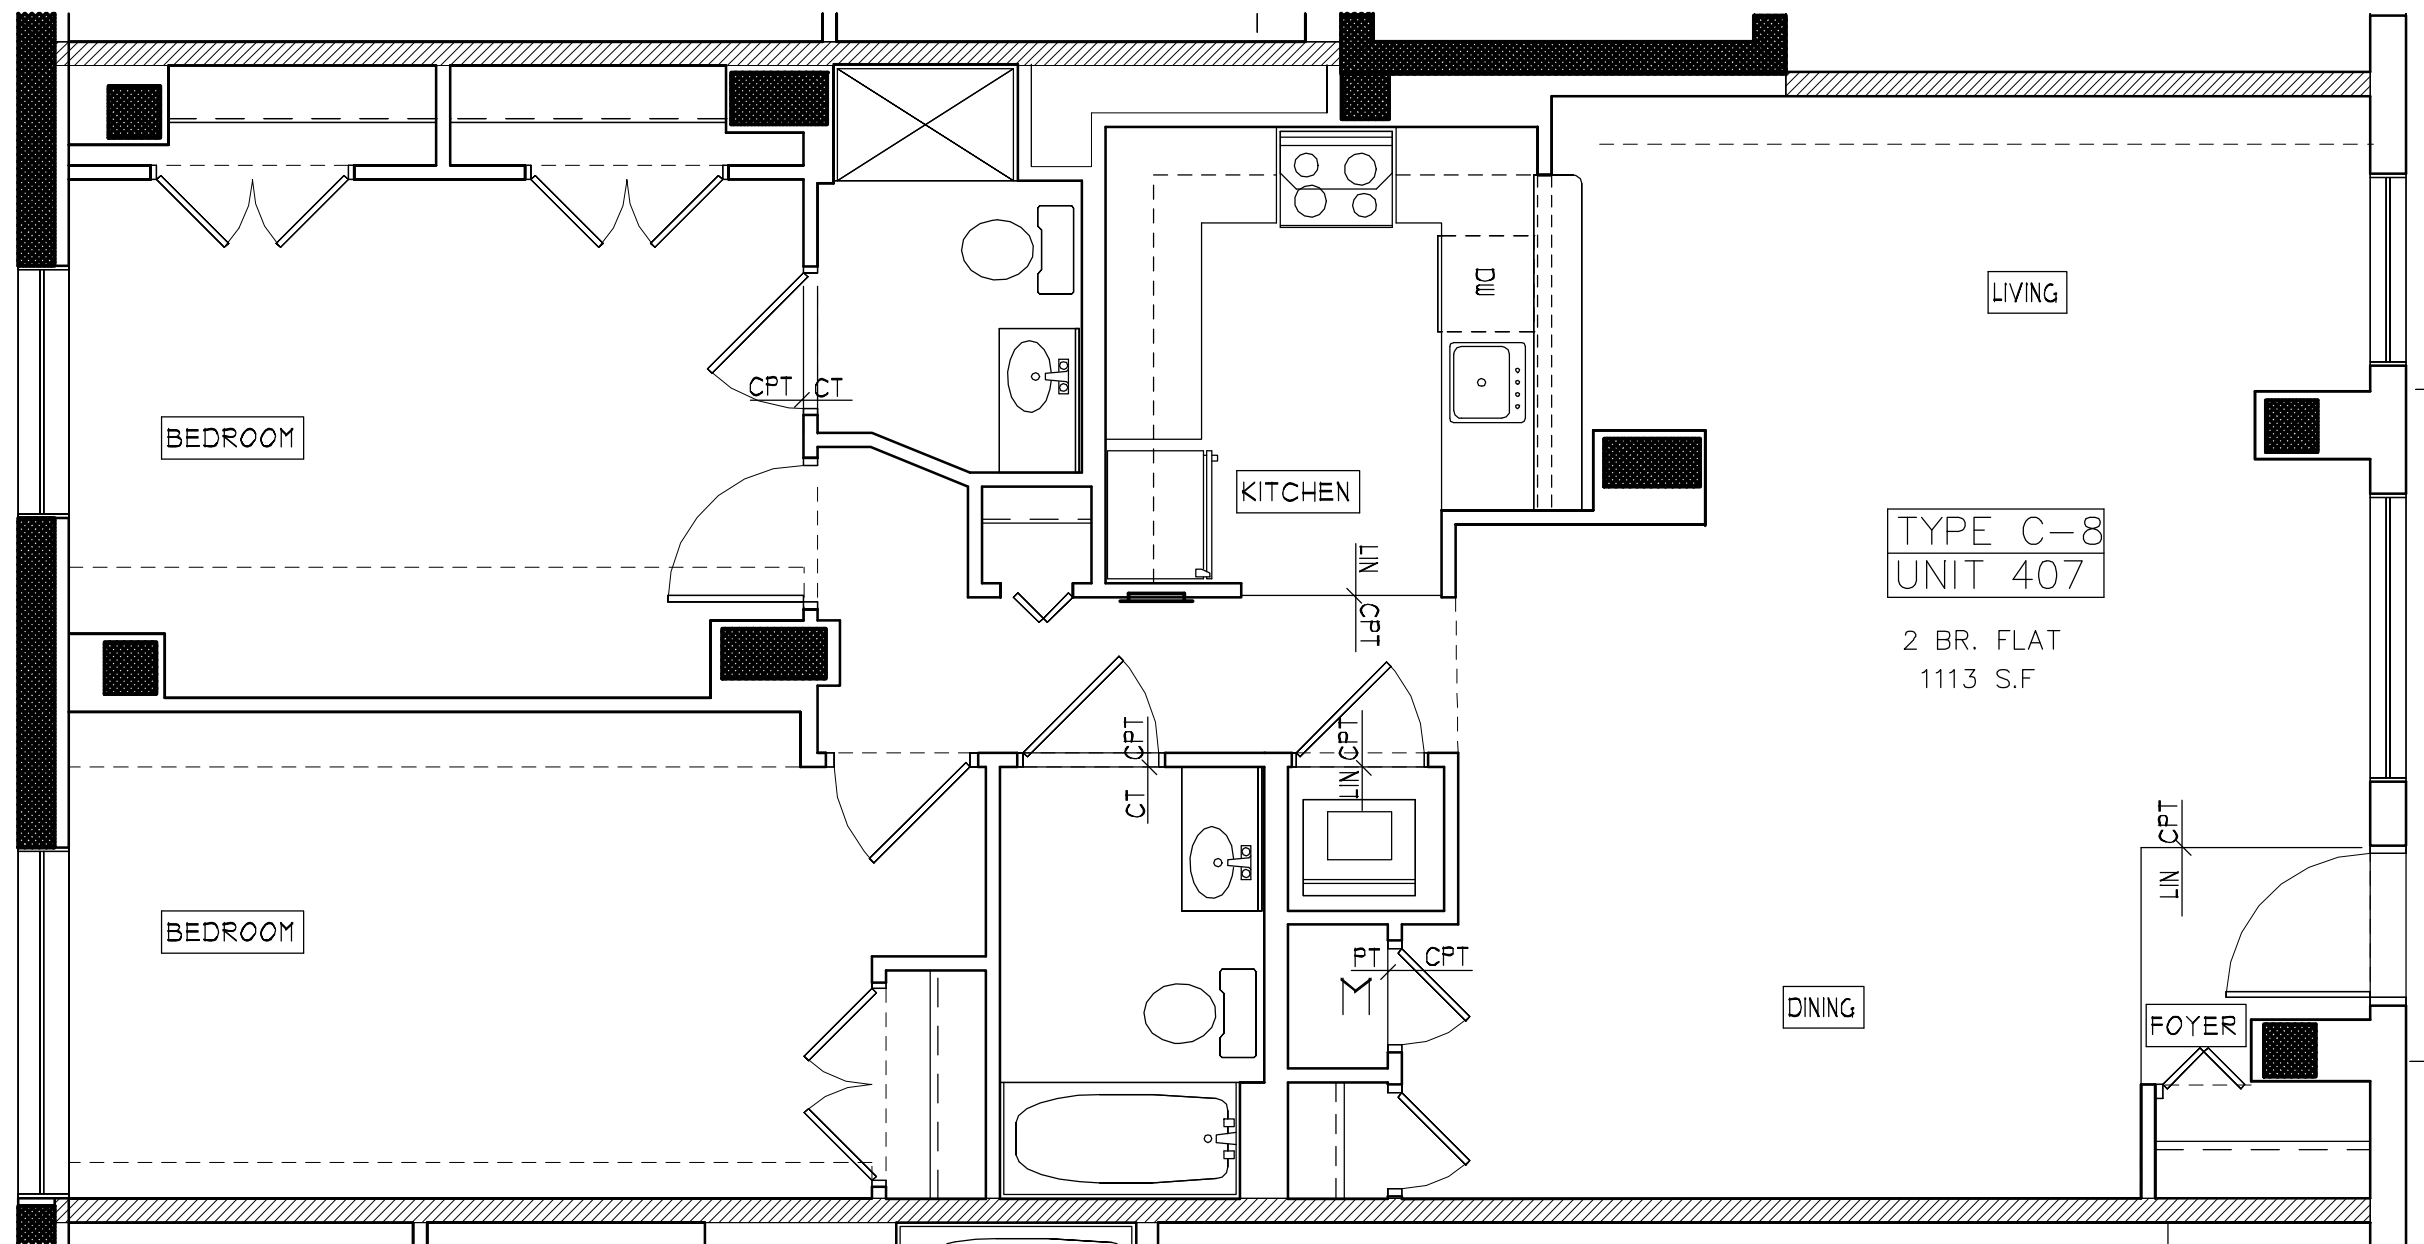 LIVING
DW
CPT CT
BEDROOM
KITCHEN
TYPE C-8
UNIT 407
LIN
CPT
2 BR. FLAT
1113 S.F
CPT
CT
CPT
LIN
CPT
LIN
BEDROOM
PT CPT
M
DINING
FOYER